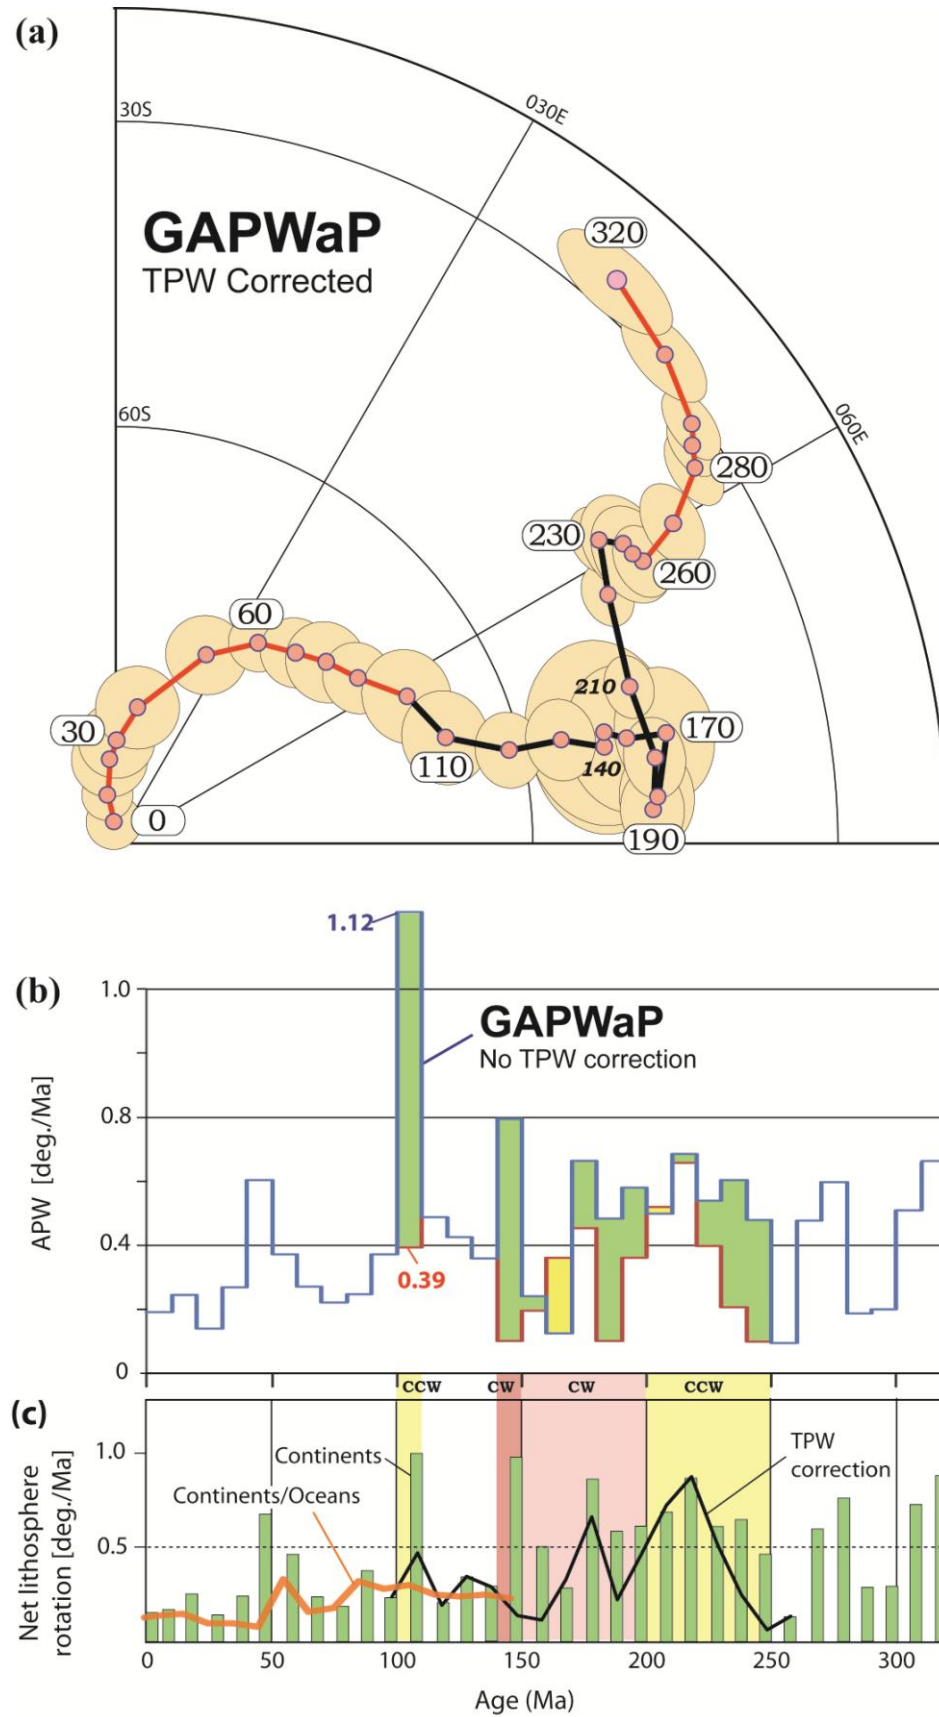 (a)
30S
030E
GAPWaP
TPW Corrected
320
60S
060E
280
230
260
60
210
170
30
110
140
0
190
(b)
1.12
1.0
GAPWaP
No TPW correction
0.8
APW [deg./Ma]
0.4
0.39
0
CCW
CW
CW
CCW
(c)
1.0
Continents
TPW
correction
Continents/Oceans
0.5
Net lithosphere
rotation [deg./Ma]
0
50
100
150
200
250
300
Age (Ma)